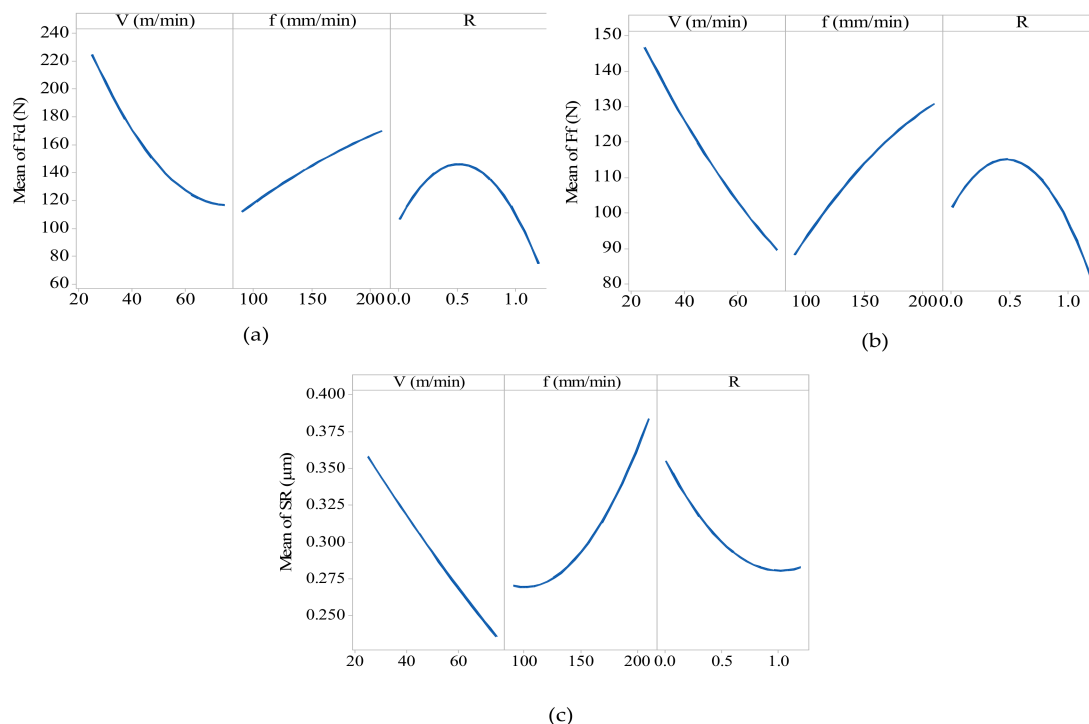 V (m/min) f (mm/min) R
Mean of Fd (N)
240
220
200
180
160
140
120
100
80
60
20 40 60 100 150 200 0.0 0.5 1.0
(a)
V (m/min) f (mm/min) R
Mean of Ff (N)
150
140
130
120
110
100
90
80
20 40 60 100 150 200 0.0 0.5 1.0
(b)
V (m/min) f (mm/min) R
Mean of SR (μm)
0.400
0.375
0.350
0.325
0.300
0.275
0.250
20 40 60 100 150 200 0.0 0.5 1.0
(c)